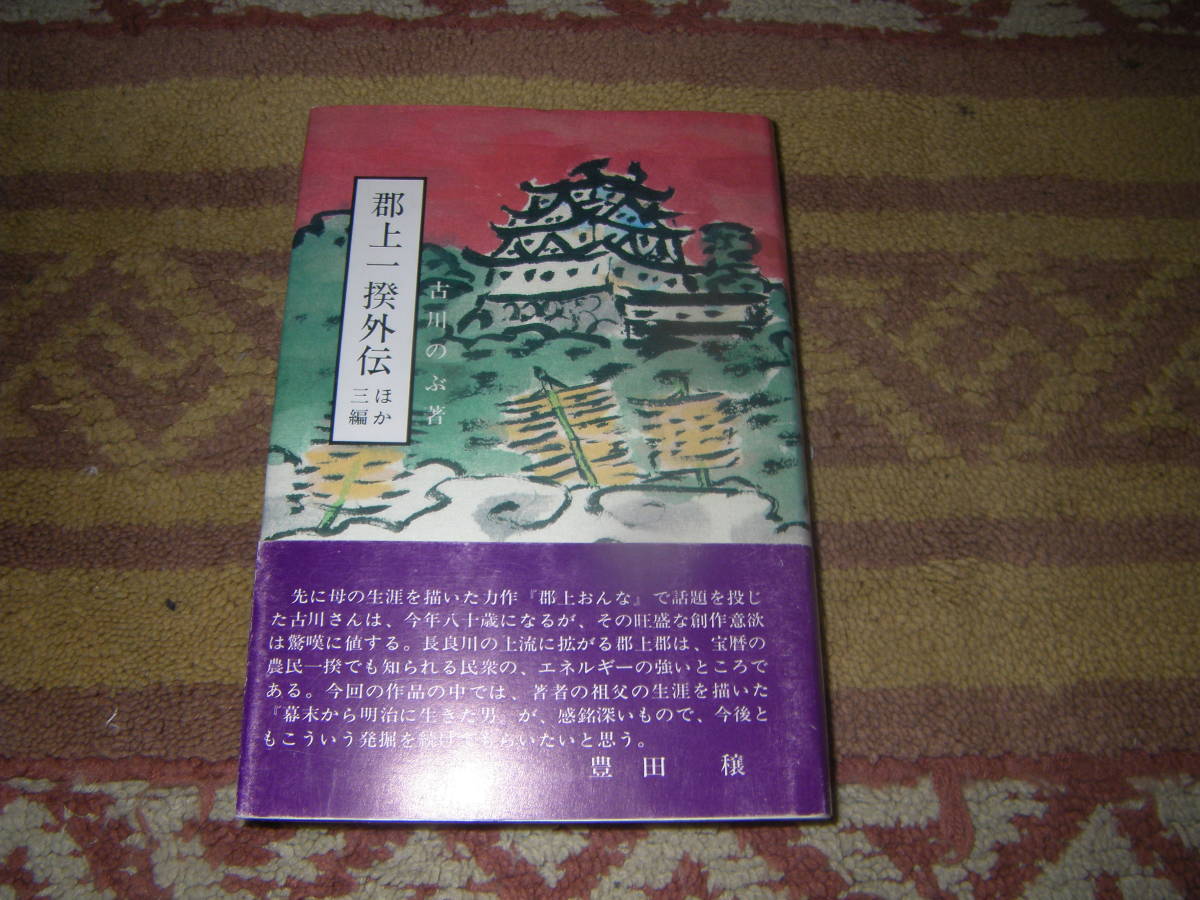 郡上一揆外伝
ほか
三編
古川のぶ著
先に母の生涯を描いた力作『郡上おんな』で話題を投じ
た古川さんは、今年八十歳になるが、その旺盛な創作意欲
は驚嘆に値する。長良川の上流に拡がる郡上郡は、宝暦の
農民一揆でも知られる民衆の、エネルギーの強いところで
ある。今回の作品の中では、著者の祖父の生涯を描いた
『幕末から明治に生きた男』が、感銘深いもので、今後と
もこういう発掘を続けてもらいたいと思う。
豊田 穣